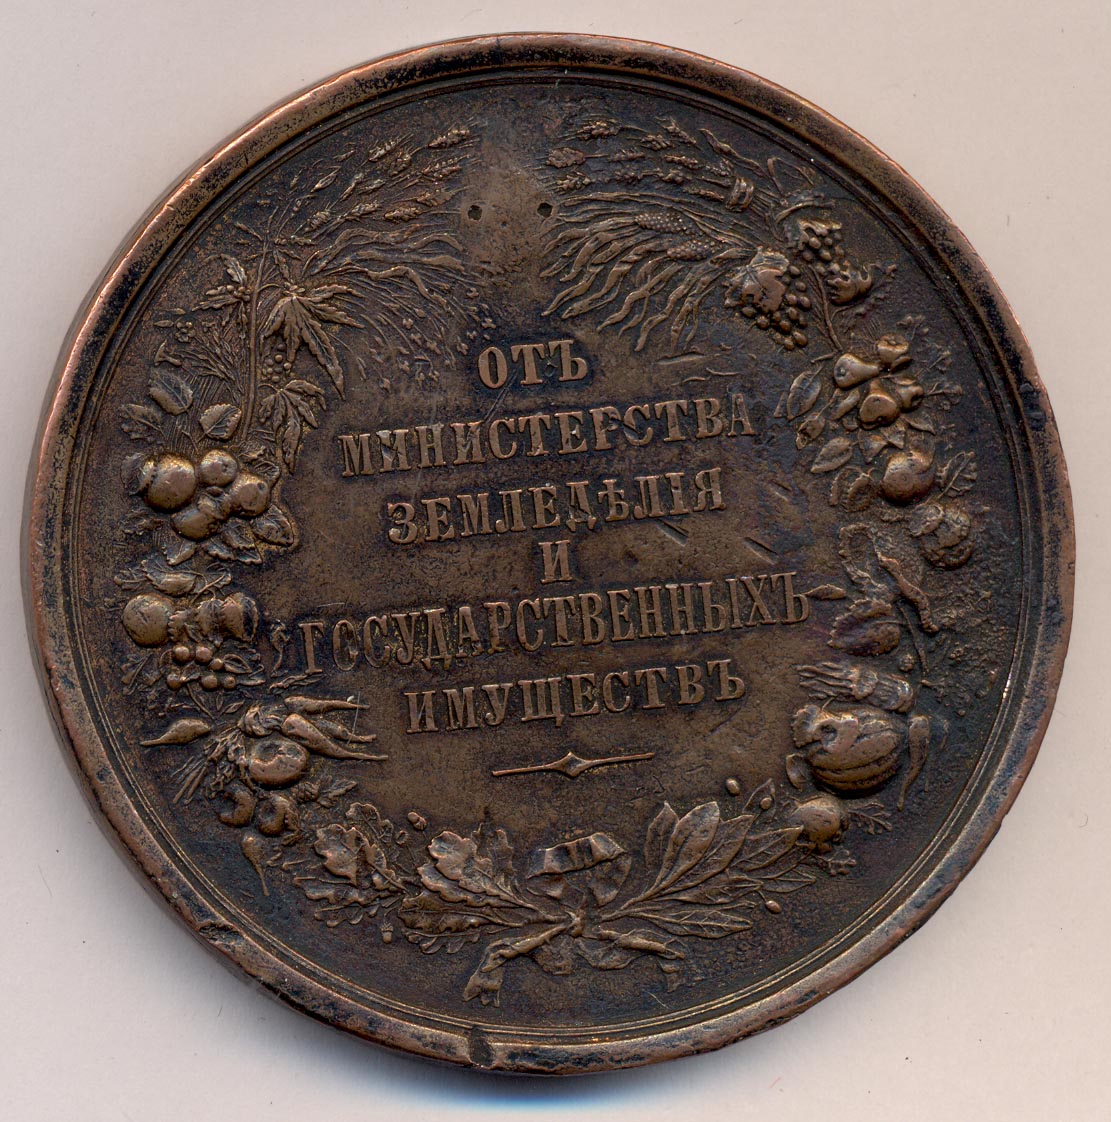 ОТЪ
МИНИСТЕРСТВА
ЗЕМЛЕДѢЛІЯ
И
ГОСУДАРСТВЕННЫХЪ
ИМУЩЕСТВЪ